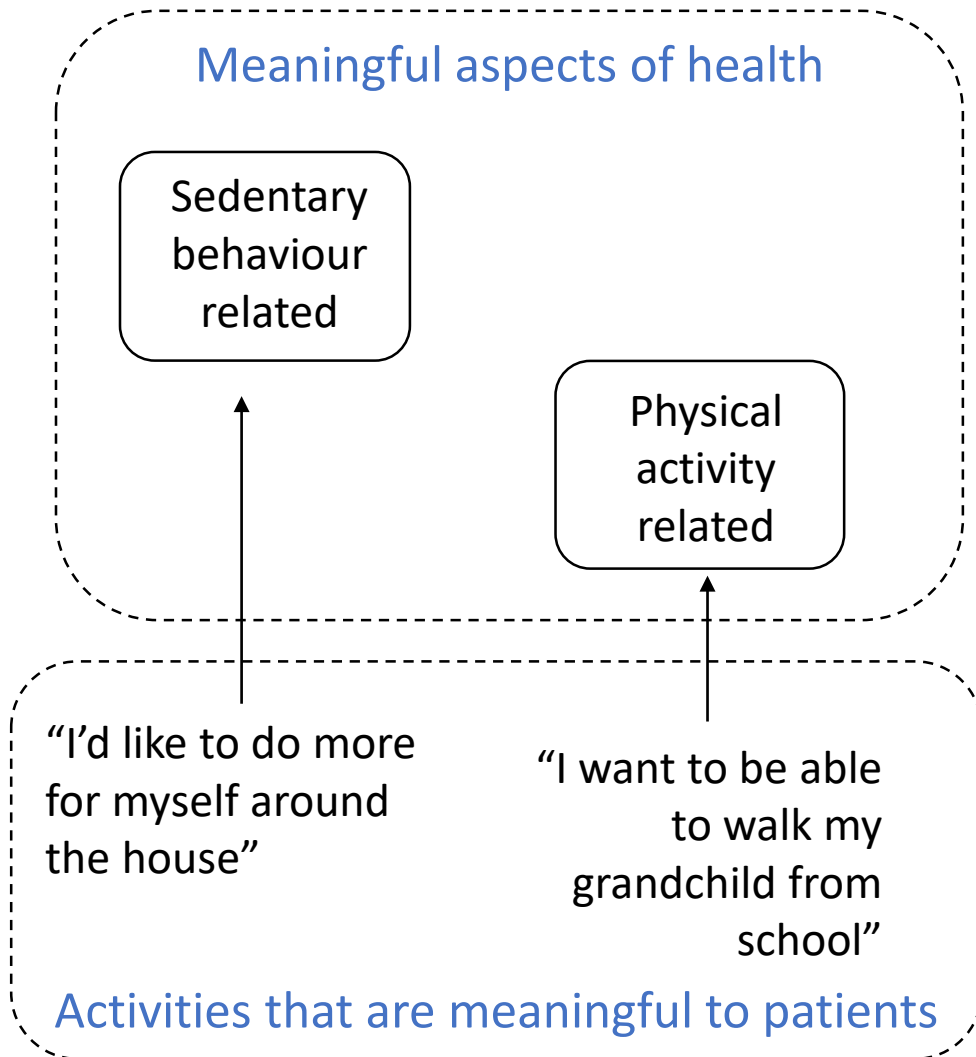 Meaningful aspects of health
Sedentary
behaviour
related
Physical
activity
related
“I’d like to do more
for myself around
the house”
“I want to be able
to walk my
grandchild from
school”
Activities that are meaningful to patients